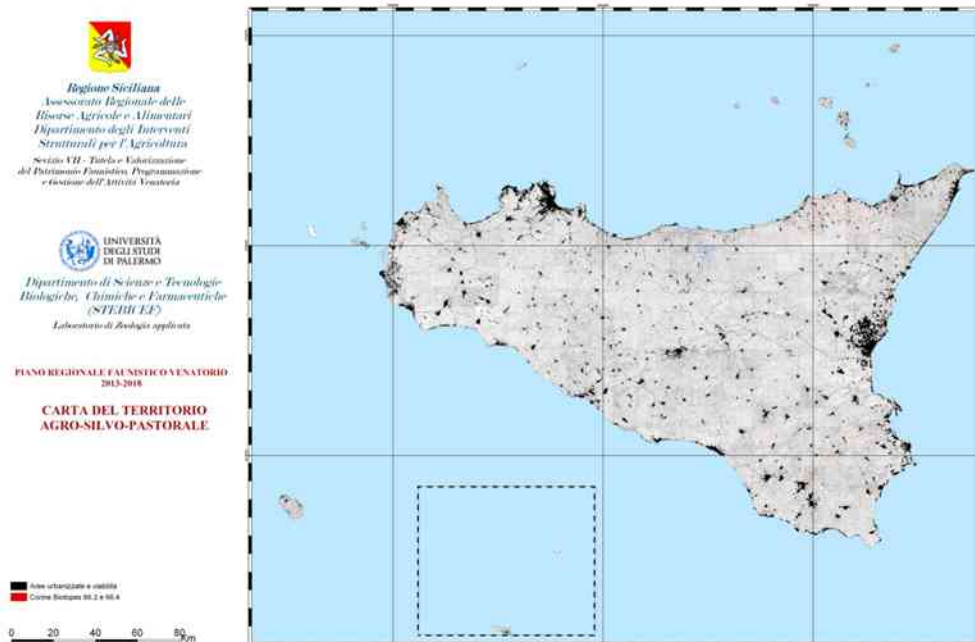 Regione Siciliana
Assessorato Regionale delle
Risorse Agricole e Alimentari
Dipartimento degli Interventi
Strutturali per l'Agricoltura
Servizio VII - Tutela e Valorizzazione
del Patrimonio Faunistico, Programmazione
e Gestione dell'Attività Venatoria
UNIVERSITÀ
DEGLI STUDI
DI PALERMO
Dipartimento di Scienze e Tecnologie
Biologiche, Chimiche e Farmaceutiche
(STEBICEF)
Laboratorio di Zoologia applicata
PIANO REGIONALE FAUNISTICO VENATORIO
2013-2018
CARTA DEL TERRITORIO
AGRO-SILVO-PASTORALE
Aree urbanizzate e viabilità
Corine Biotopes
0 20 40 60 80
Km